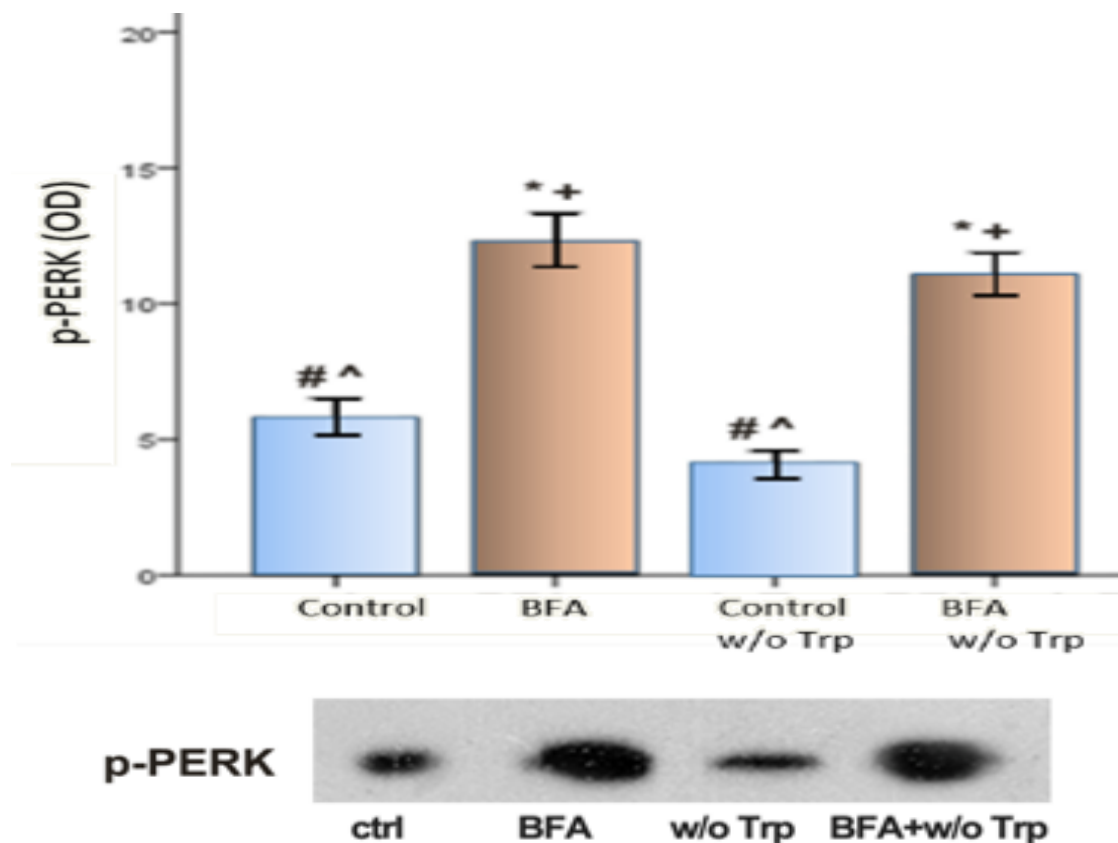 20
15
* +
* +
p-PERK (OD)
10
# ^
# ^
5
0
Control BFA Control BFA
w/o Trp w/o Trp
p-PERK
ctrl BFA w/o Trp BFA+w/o Trp